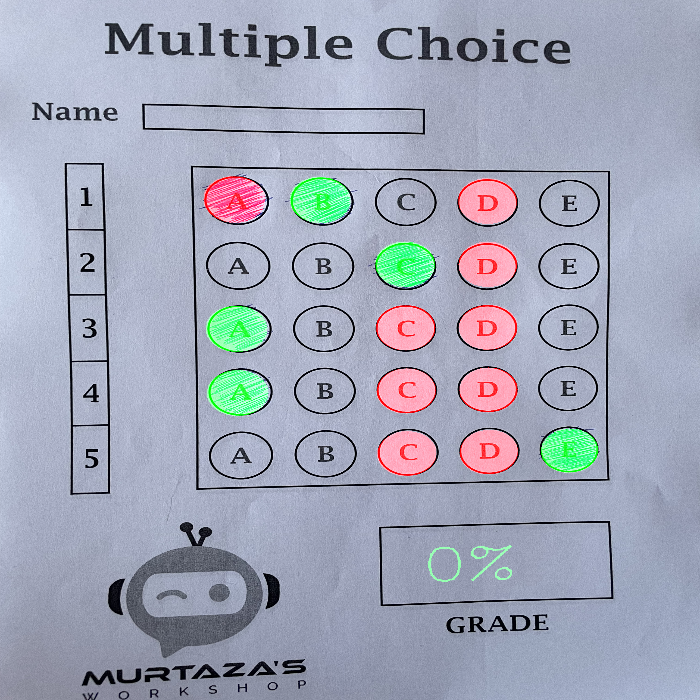 Multiple Choice
Name
1 A B C D E
2 A B C D E
3 A B C D E
4 A B C D E
5 A B C D E
0%
GRADE
MURTAZA'S
WORKSHOP